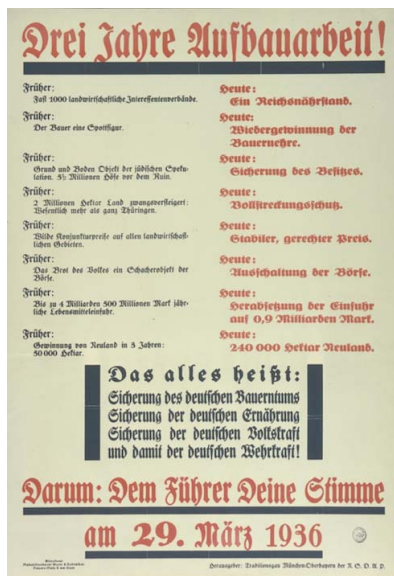 Drei Jahre Aufbauarbeit!
Früher:
Fast 1000 landwirtschaftliche Interessentenverbände.
Heute:
Ein Reichsnährstand.
Früher:
Der Bauer eine Spottfigur.
Heute:
Wiedergewinnung der
Bauernehre.
Früher:
Grund und Boden Objekt der jüdischen Speku-
lation. 5½ Millionen Höfe vor dem Ruin.
Heute:
Sicherung des Besitzes.
Früher:
2 Millionen Hektar Land zwangsversteigert:
Wesentlich mehr als ganz Thüringen.
Heute:
Vollstreckungsschutz.
Früher:
Wilde Konjunkturpreise auf allen landwirtschaft-
lichen Gebieten.
Heute:
Stabiler, gerechter Preis.
Früher:
Das Brot des Volkes ein Schacherobjekt der
Börse.
Heute:
Ausschaltung der Börse.
Früher:
Bis zu 4 Milliarden 500 Millionen Mark jähr-
liche Lebensmitteleinfuhr.
Heute:
Herabsetzung der Einfuhr
auf 0,9 Milliarden Mark.
Früher:
Gewinnung von Neuland in 3 Jahren:
50 000 Hektar.
Heute:
240 000 Hektar Neuland.
Das alles heißt:
Sicherung des deutschen Bauerntums
Sicherung der deutschen Ernährung
Sicherung der deutschen Volkskraft
und damit der deutschen Wehrkraft!
Darum: Dem Führer Deine Stimme
am 29. März 1936
Herausgeber: Traditionsgau München-Oberbayern der N. S. D. A. P.